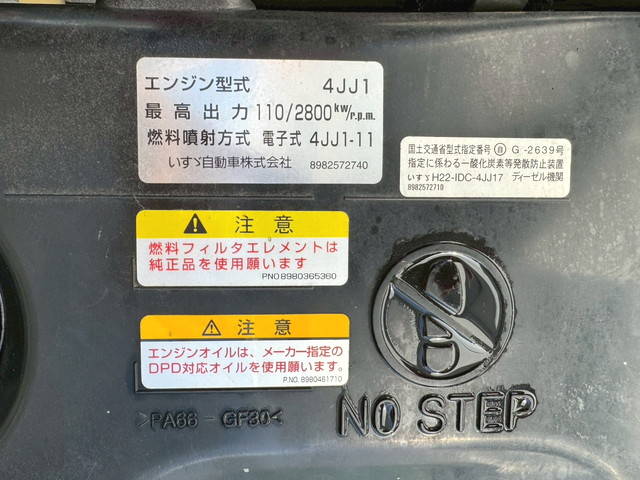 エンジン型式 4JJ1
最高出力 110/2800kw/r.p.m.
燃料噴射方式 電子式 4JJ1-11
いすゞ自動車株式会社 8982572740
国土交通省型式指定番号 G-2639号
指定に係わる一酸化炭素等発散防止装置
いすゞ H22-IDC-4JJ17 ディーゼル機関
8982572710
注意
燃料フィルタエレメントは
純正品を使用願います
PNO8980365360
注意
エンジンオイルは、メーカー指定の
DPD対応オイルを使用願います。
P.NO. 8980461710
>PA66-GF30<
NO STEP